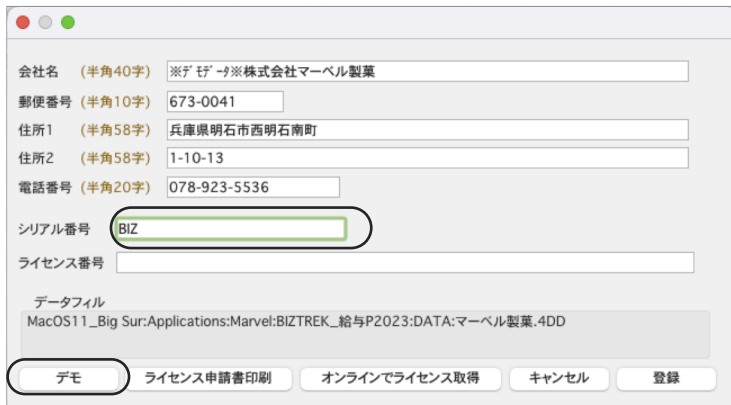 会社名 (半角40字) ※ﾃﾞﾓﾃﾞｰﾀ※株式会社マーベル製菓
郵便番号 (半角10字) 673-0041
住所1 (半角58字) 兵庫県明石市西明石南町
住所2 (半角58字) 1-10-13
電話番号 (半角20字) 078-923-5536
シリアル番号 BIZ
ライセンス番号
データフィル
MacOS11_Big Sur:Applications:Marvel:BIZTREK_給与P2023:DATA:マーベル製菓.4DD
デモ ライセンス申請書印刷 オンラインでライセンス取得 キャンセル 登録